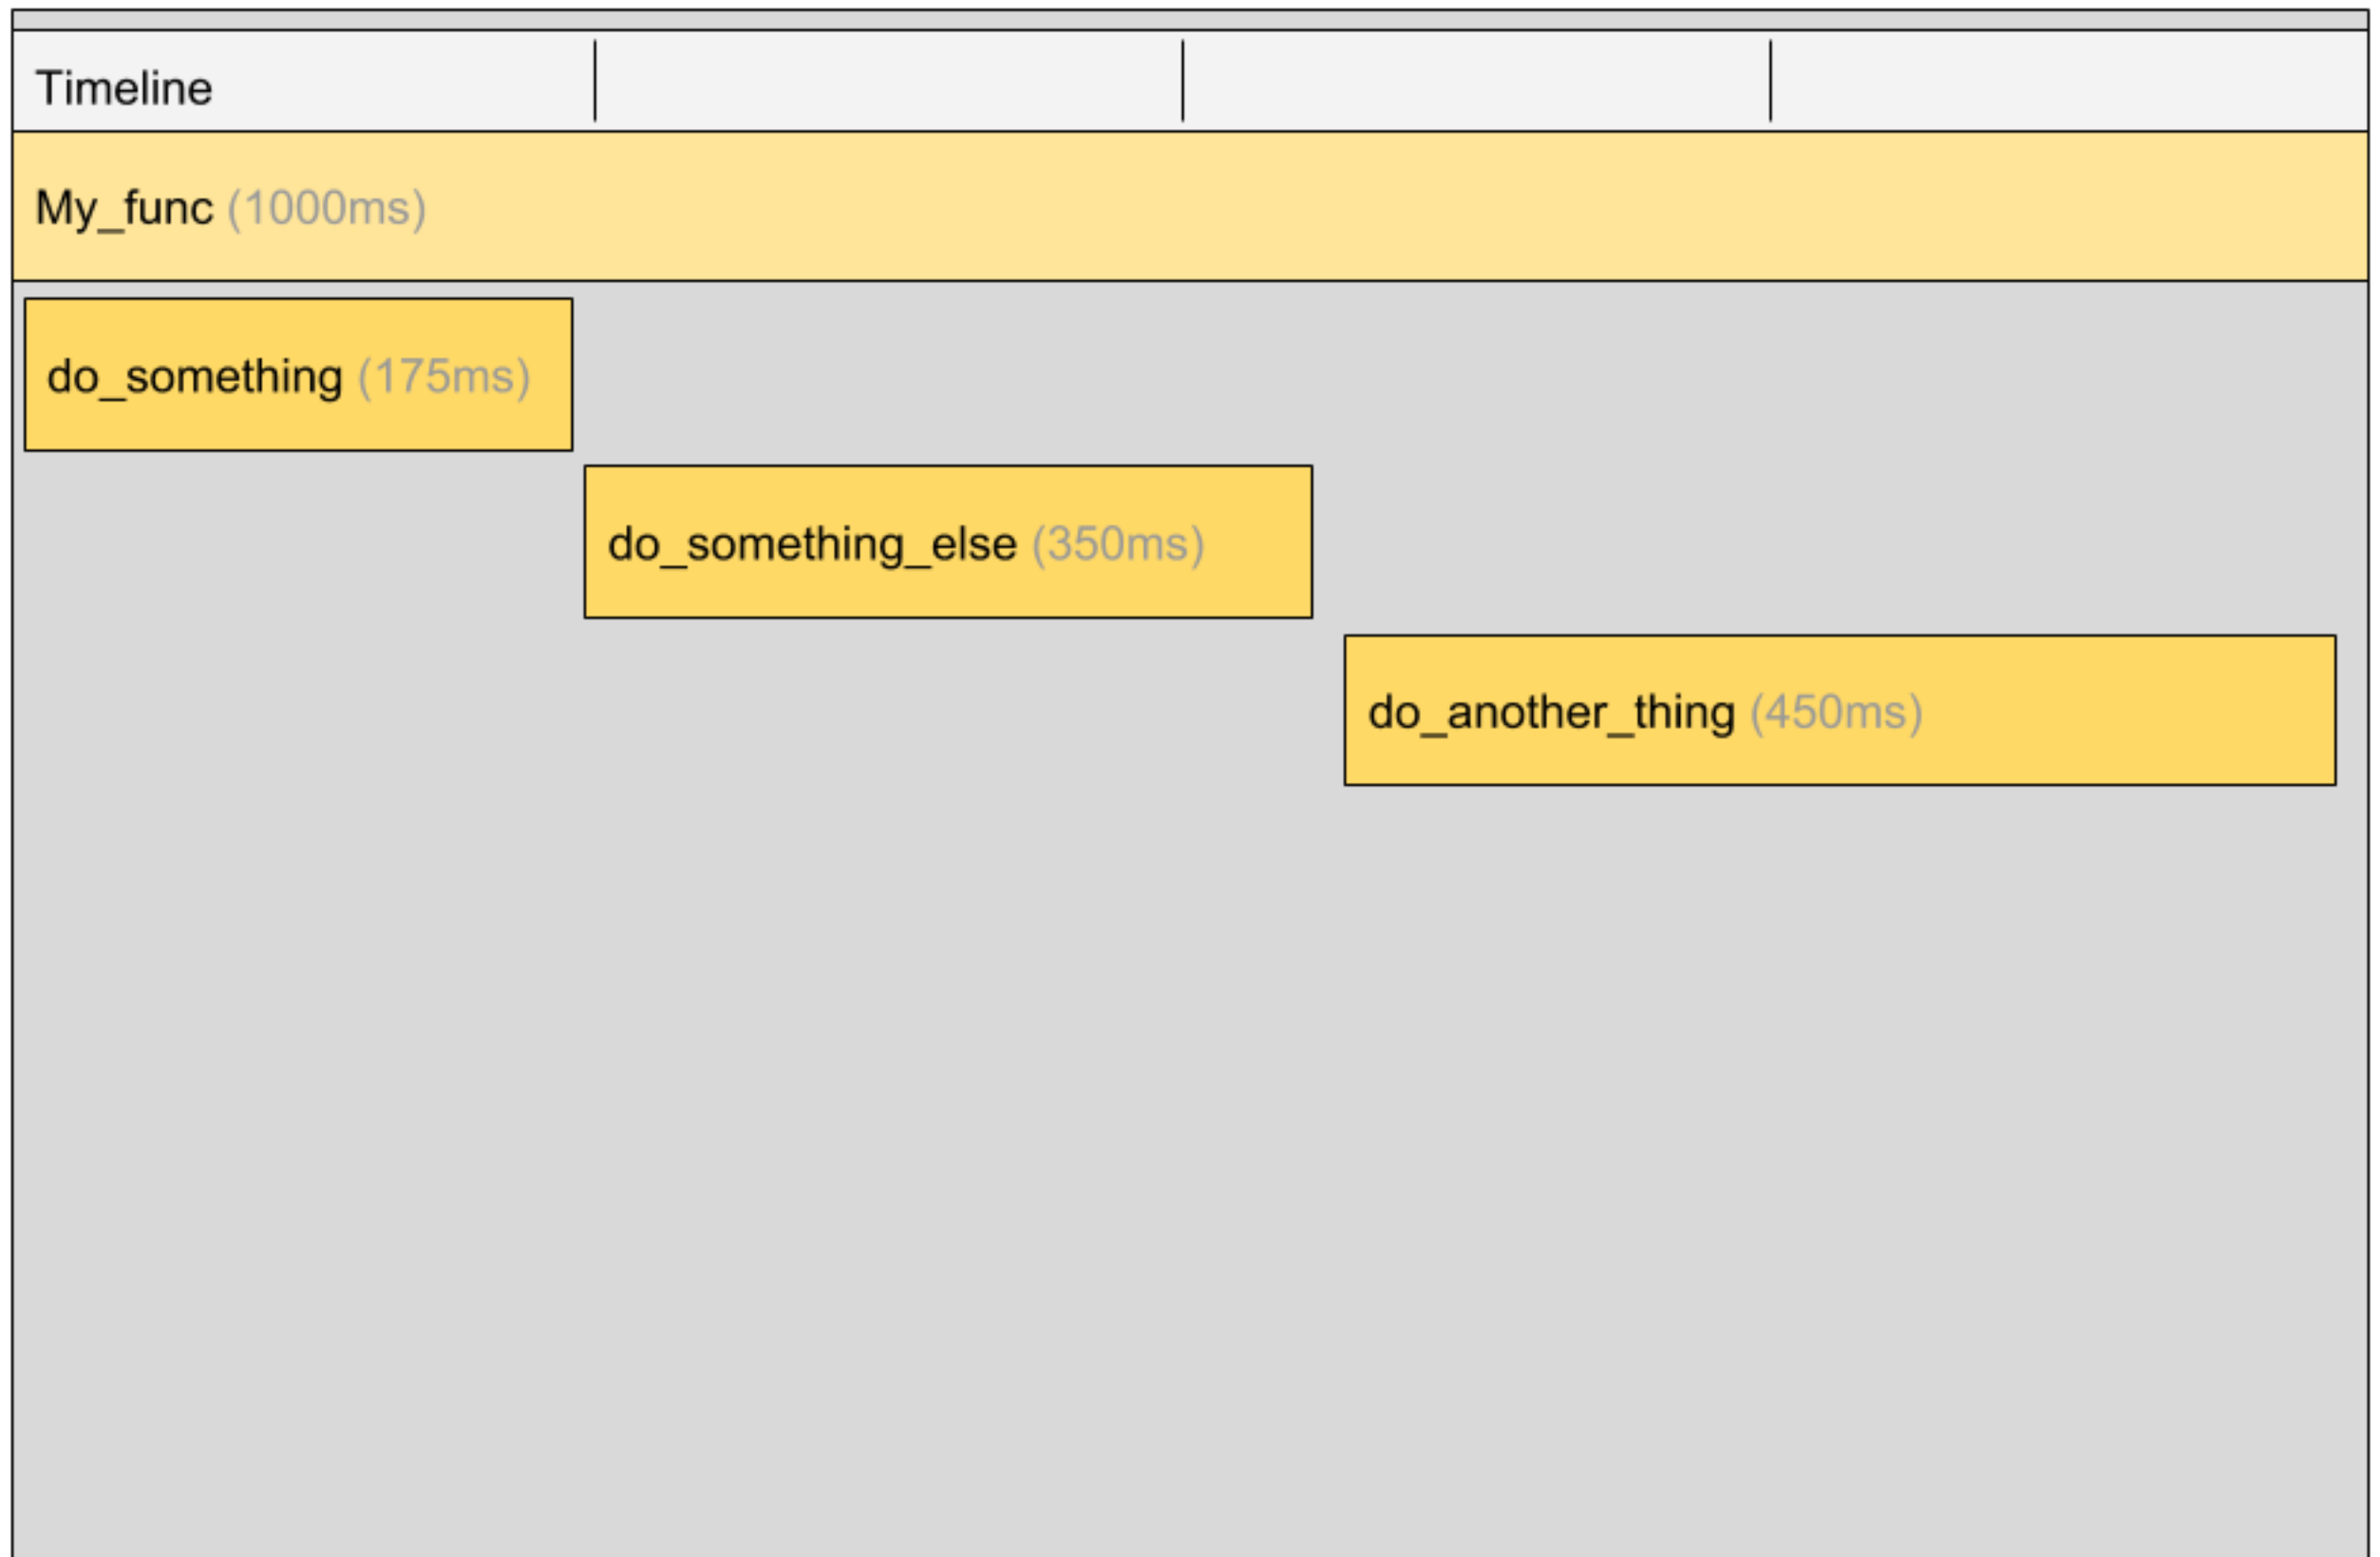 Timeline
My_func (1000ms)
do_something (175ms)
do_something_else (350ms)
do_another_thing (450ms)